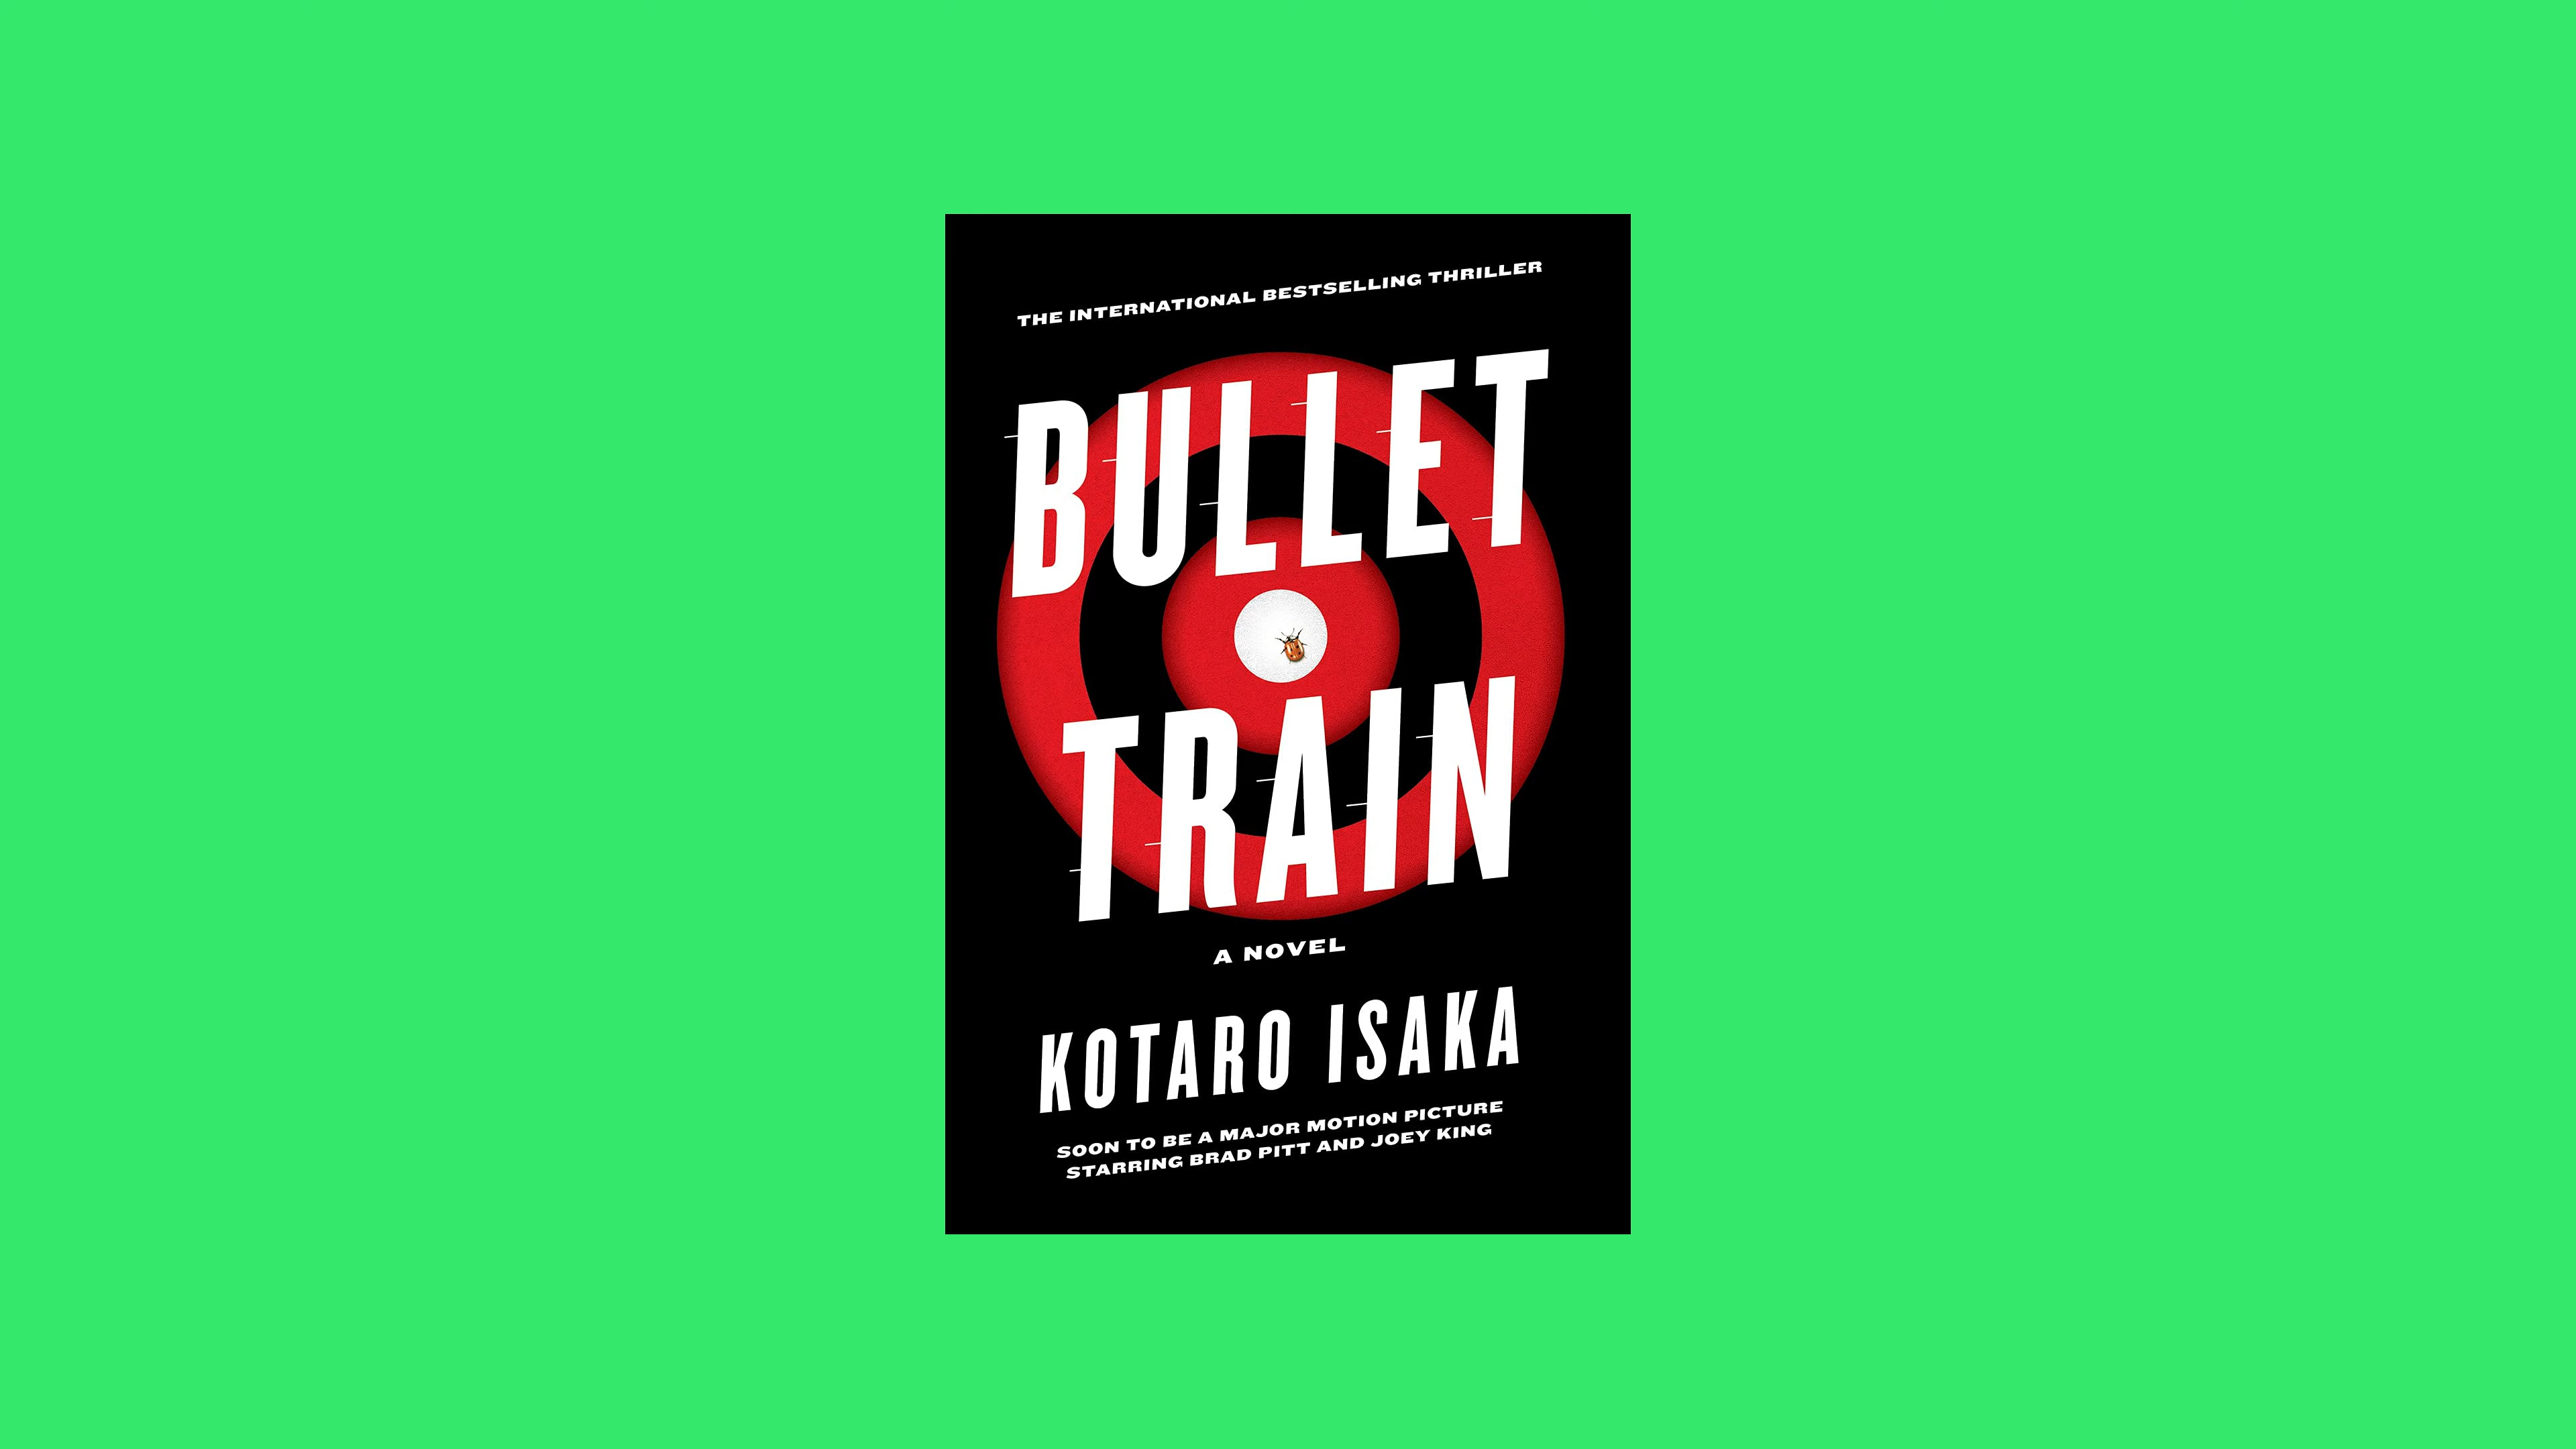 THE INTERNATIONAL BESTSELLING THRILLER
BULLET
TRAIN
A NOVEL
KOTARO ISAKA
SOON TO BE A MAJOR MOTION PICTURE
STARRING BRAD PITT AND JOEY KING